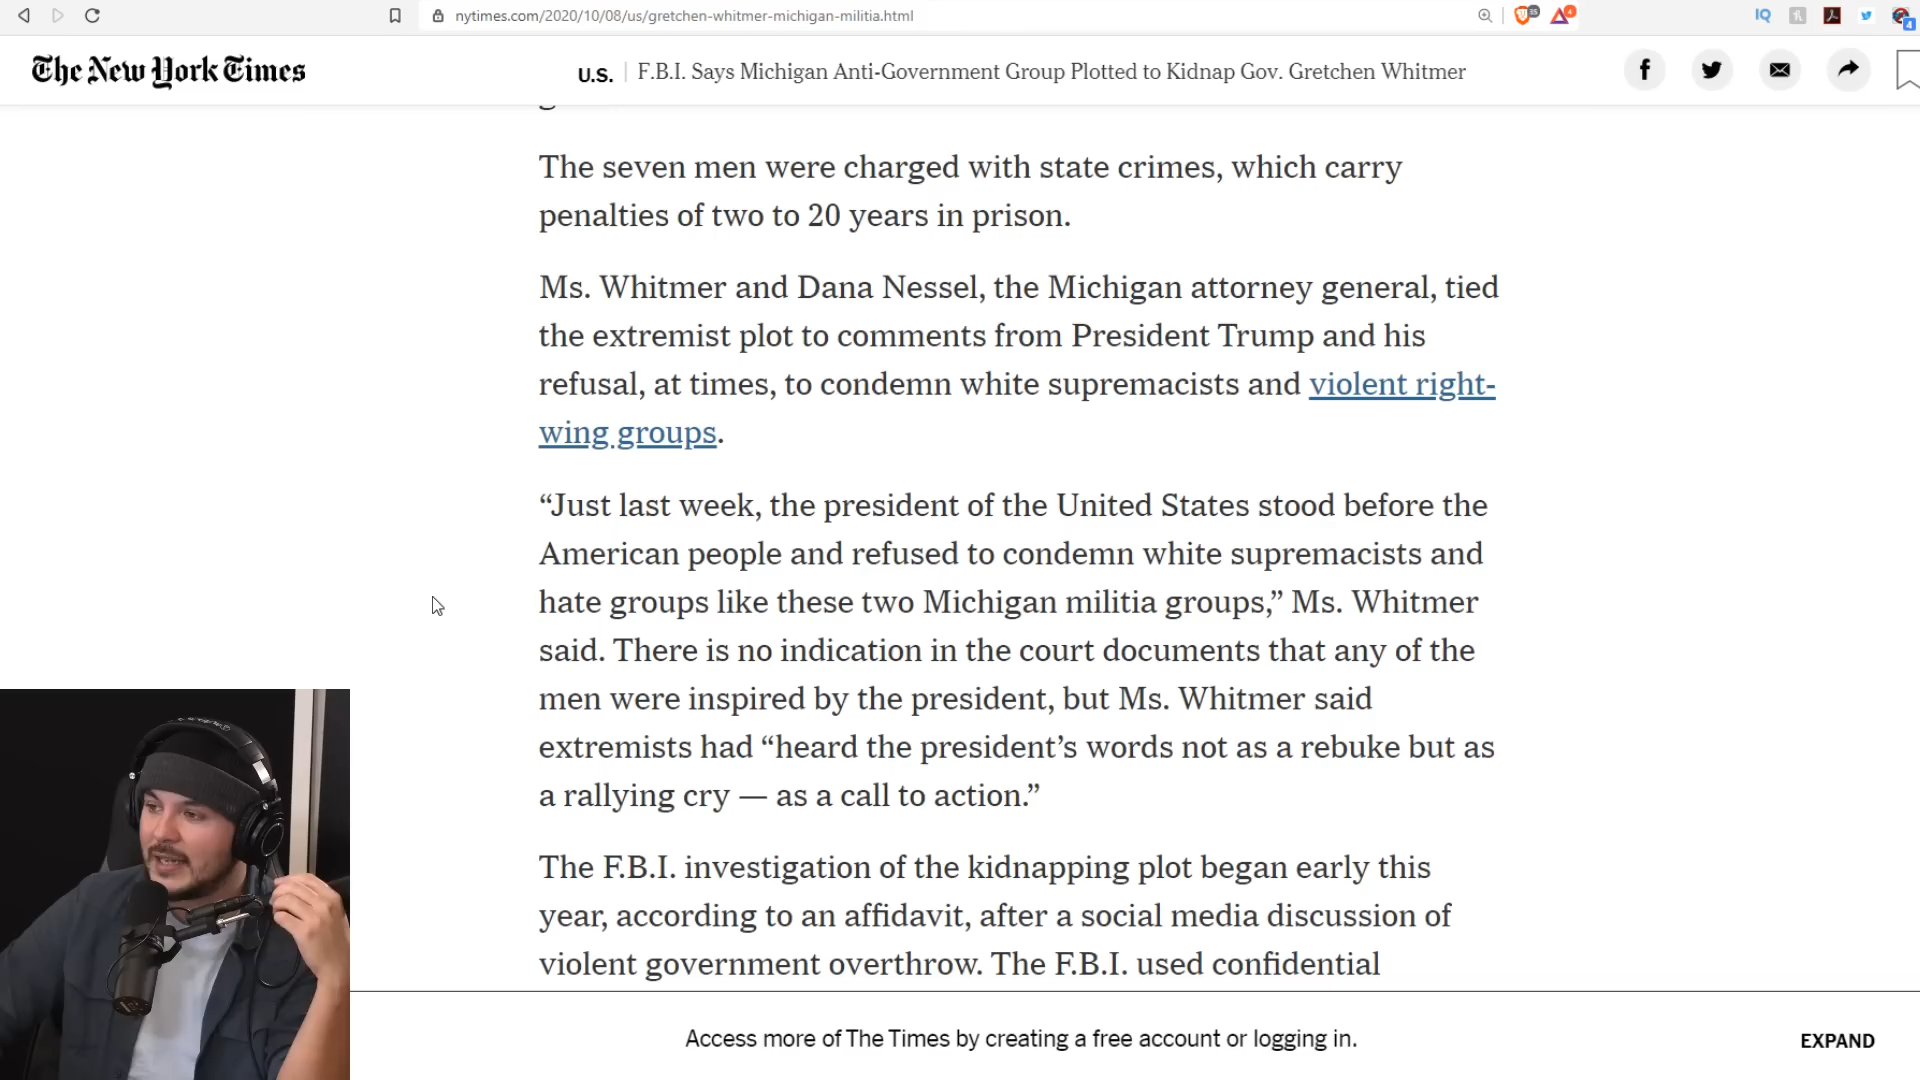 nytimes.com/2020/10/08/us/gretchen-whitmer-michigan-militia.html
35
4
IQ
4
The New York Times
U.S. | F.B.I. Says Michigan Anti-Government Group Plotted to Kidnap Gov. Gretchen Whitmer
The seven men were charged with state crimes, which carry
penalties of two to 20 years in prison.
Ms. Whitmer and Dana Nessel, the Michigan attorney general, tied
the extremist plot to comments from President Trump and his
refusal, at times, to condemn white supremacists and violent right-
wing groups.
“Just last week, the president of the United States stood before the
American people and refused to condemn white supremacists and
hate groups like these two Michigan militia groups,” Ms. Whitmer
said. There is no indication in the court documents that any of the
men were inspired by the president, but Ms. Whitmer said
extremists had “heard the president’s words not as a rebuke but as
a rallying cry — as a call to action.”
The F.B.I. investigation of the kidnapping plot began early this
year, according to an affidavit, after a social media discussion of
violent government overthrow. The F.B.I. used confidential
Access more of The Times by creating a free account or logging in.
EXPAND